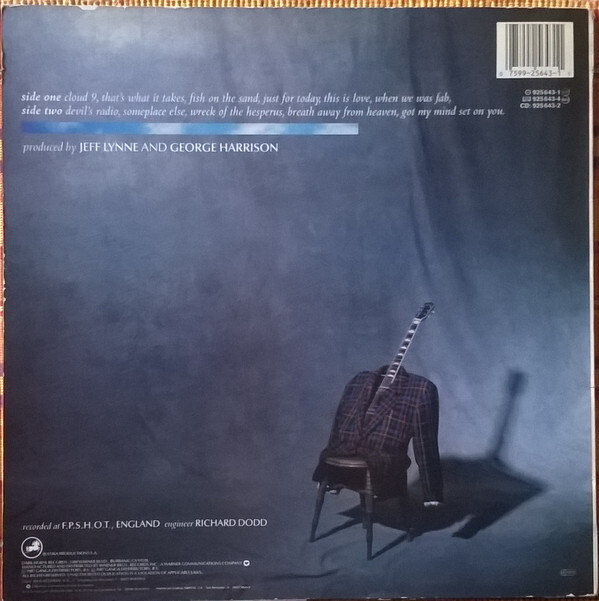 0 7599-25643-1
925643-1
925643-4
CD: 925643-2
side one cloud 9, that's what it takes, fish on the sand, just for today, this is love, when we was fab,
side two devil's radio, someplace else, wreck of the hesperus, breath away from heaven, got my mind set on you.
produced by JEFF LYNNE AND GEORGE HARRISON
recorded at F.P.S.H.O.T., ENGLAND engineer RICHARD DODD